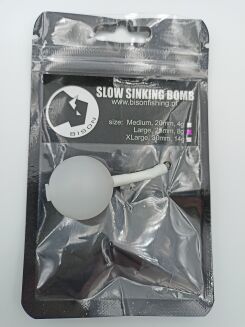 SLOW SINKING BOMB
www.bisonfishing.pl
size: Medium, 20mm, 4g
Large, 25mm, 8g
XLarge, 30mm, 14g
BISON